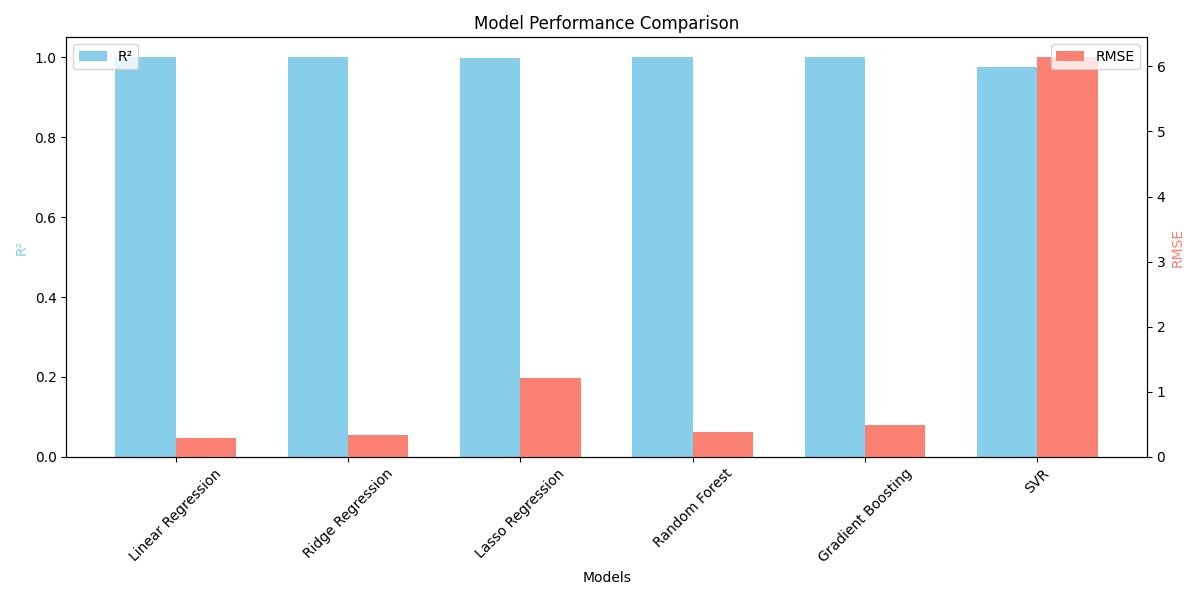 Model Performance Comparison
R²
RMSE
1.0
0.8
0.6
0.4
0.2
0.0
R²
6
5
4
3
2
1
0
RMSE
Linear Regression
Ridge Regression
Lasso Regression
Random Forest
Gradient Boosting
SVR
Models